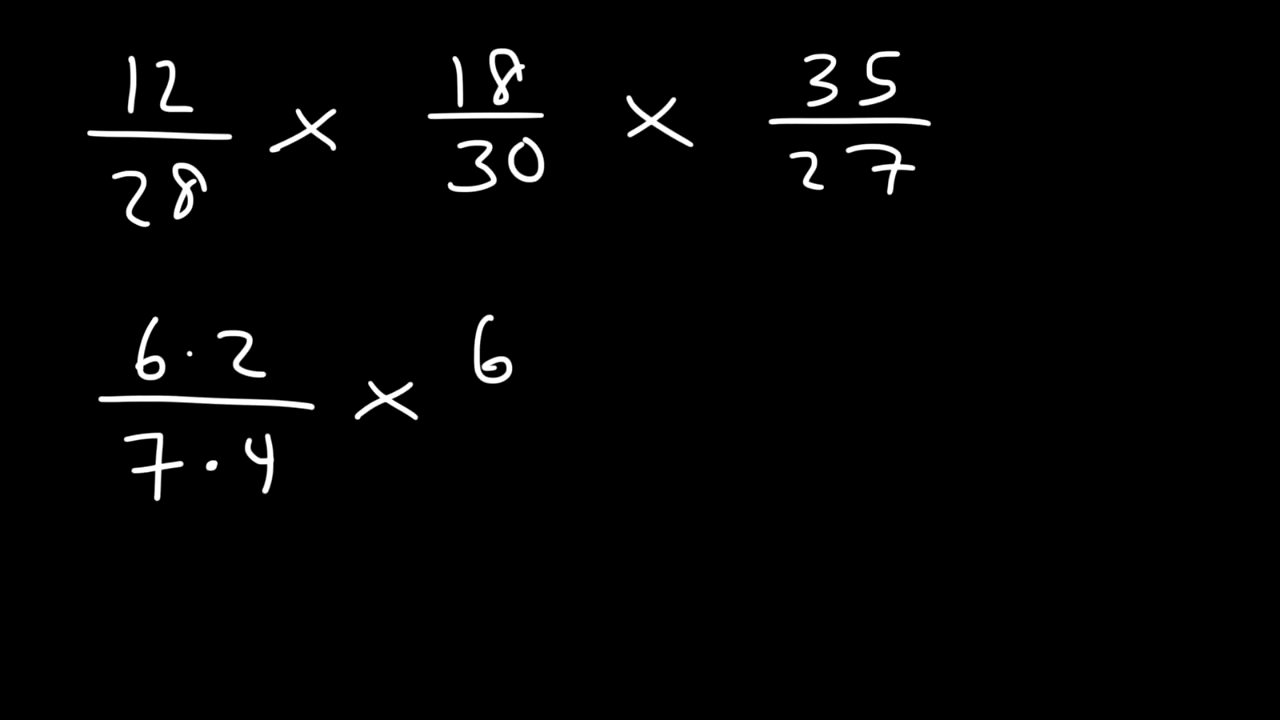 12/28 × 18/30 × 35/27
6·2/7·4 × 6